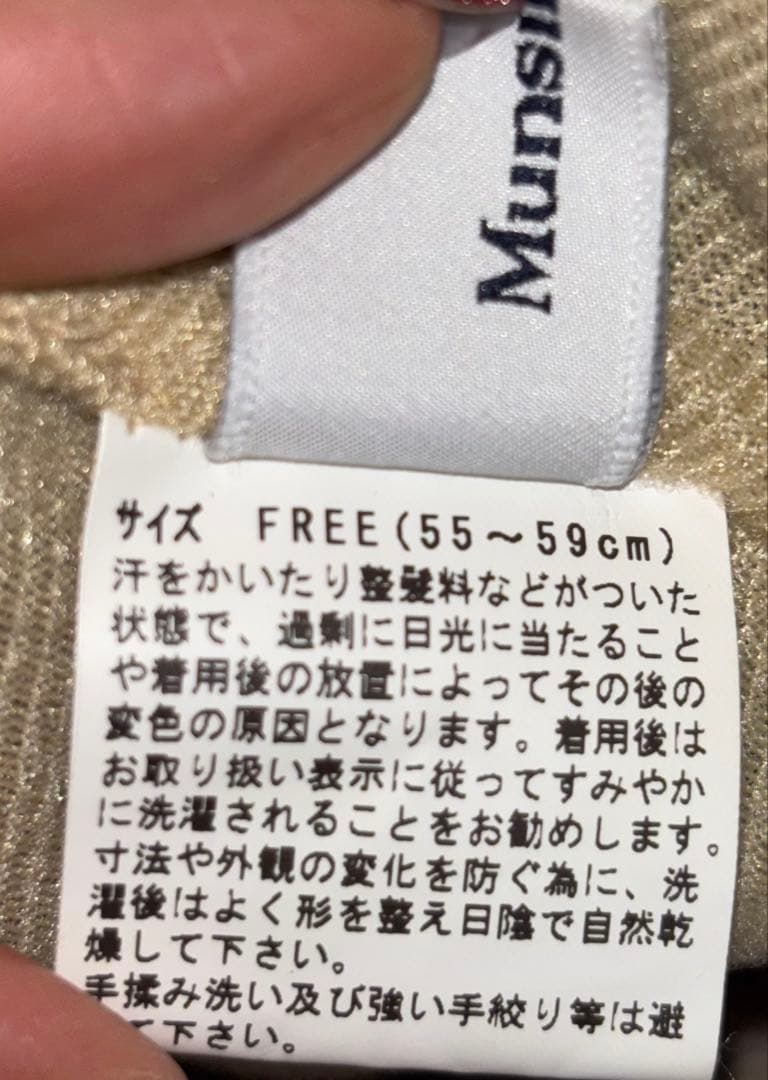 Munsi
サイズ FREE(55～59cm)
汗をかいたり整髪料などがついた
状態で、過剰に日光に当たること
や着用後の放置によってその後の
変色の原因となります。着用後は
お取り扱い表示に従ってすみやか
に洗濯されることをお勧めします。
寸法や外観の変化を防ぐ為に、洗
濯後はよく形を整え日陰で自然乾
燥して下さい。
手揉み洗い及び強い手絞り等は避
て下さい。